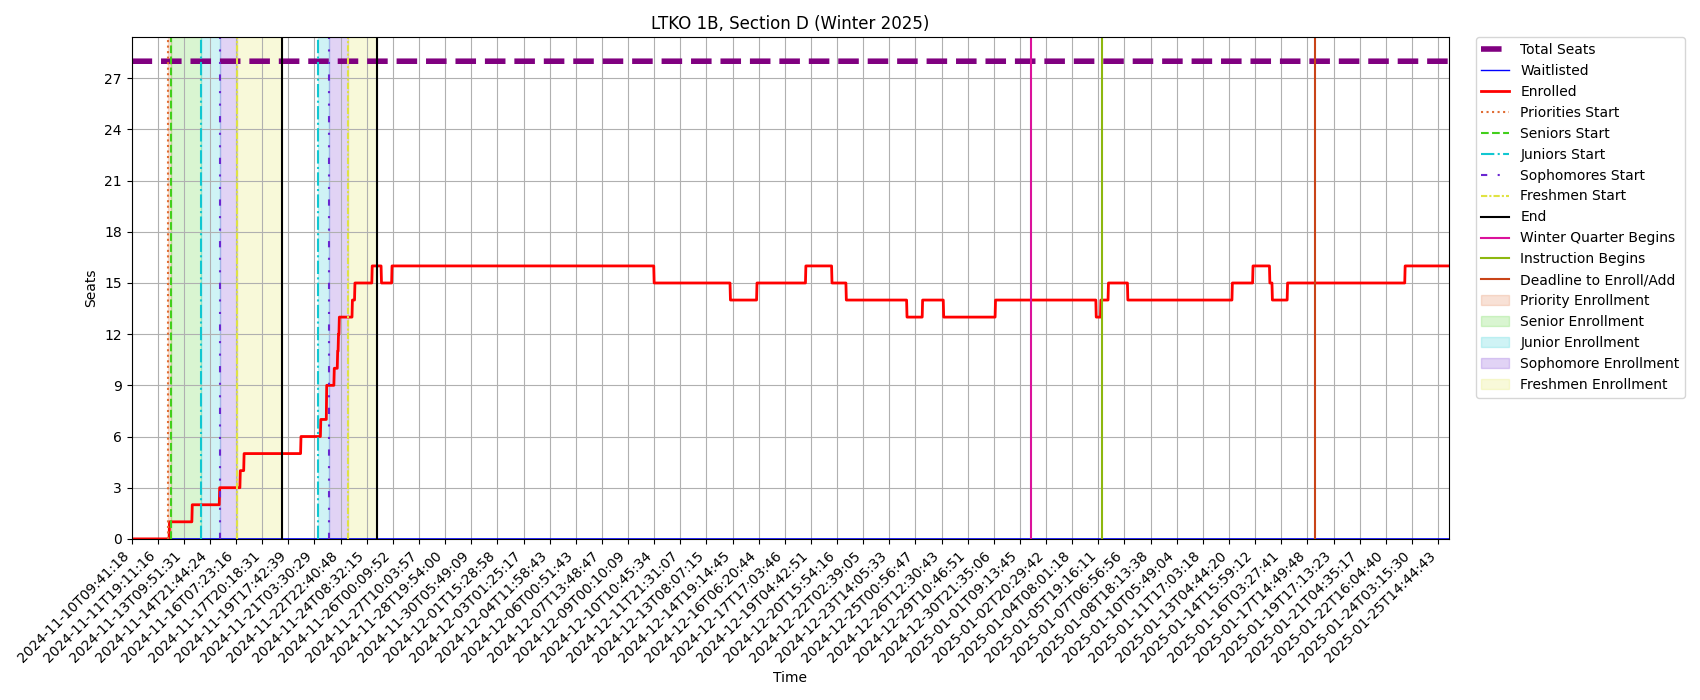 LTKO 1B, Section D (Winter 2025)
Seats
27
24
21
18
15
12
9
6
3
0
2024-11-10T09:41:18
2024-11-11T19:11:16
2024-11-13T09:51:31
2024-11-14T21:44:24
2024-11-16T07:23:16
2024-11-17T20:18:31
2024-11-19T17:42:39
2024-11-21T03:30:29
2024-11-22T22:40:48
2024-11-24T08:32:15
2024-11-26T00:09:52
2024-11-27T10:03:57
2024-11-28T19:54:00
2024-11-30T05:49:09
2024-12-01T15:28:58
2024-12-03T01:25:17
2024-12-04T11:58:43
2024-12-06T00:51:43
2024-12-07T13:48:47
2024-12-09T00:10:09
2024-12-10T10:45:34
2024-12-11T21:31:07
2024-12-13T08:07:15
2024-12-14T19:14:45
2024-12-16T06:20:44
2024-12-17T17:03:46
2024-12-19T04:42:51
2024-12-20T15:54:16
2024-12-22T02:39:05
2024-12-23T14:05:33
2024-12-25T00:56:47
2024-12-26T12:30:43
2024-12-29T10:46:51
2024-12-30T21:35:06
2025-01-01T09:13:45
2025-01-02T20:29:42
2025-01-04T08:01:18
2025-01-05T19:16:11
2025-01-07T06:56:56
2025-01-08T18:13:38
2025-01-10T05:49:04
2025-01-11T17:03:18
2025-01-13T04:44:20
2025-01-14T15:59:12
2025-01-16T03:27:41
2025-01-17T14:49:48
2025-01-19T17:13:23
2025-01-21T04:35:17
2025-01-22T16:04:40
2025-01-24T03:15:30
2025-01-25T14:44:43
Time
Total Seats
Waitlisted
Enrolled
Priorities Start
Seniors Start
Juniors Start
Sophomores Start
Freshmen Start
End
Winter Quarter Begins
Instruction Begins
Deadline to Enroll/Add
Priority Enrollment
Senior Enrollment
Junior Enrollment
Sophomore Enrollment
Freshmen Enrollment